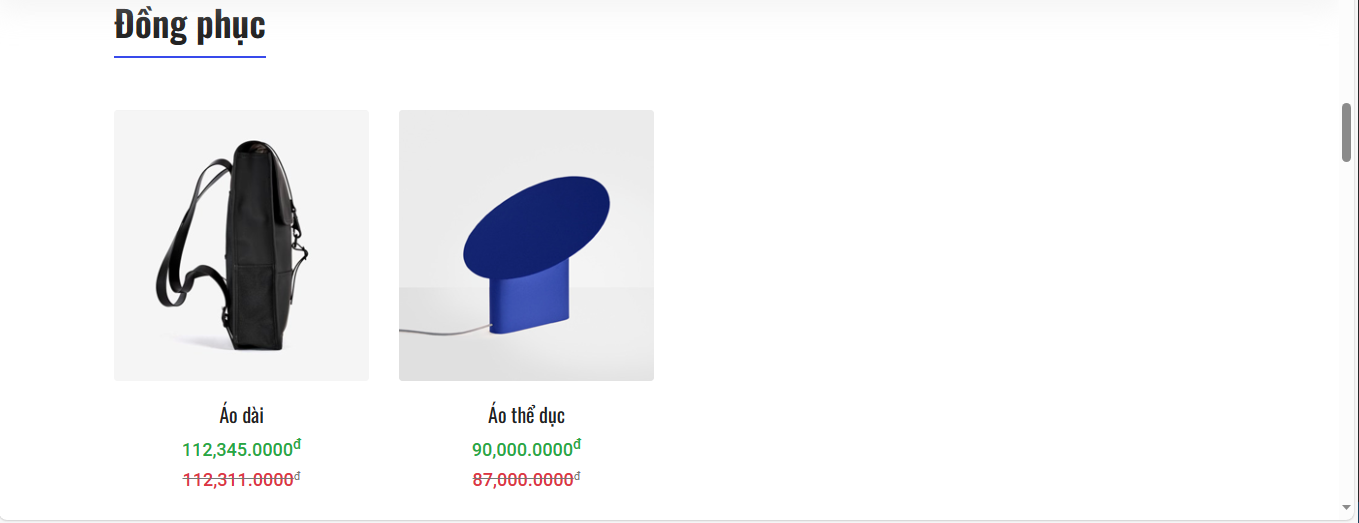 Đồng phục
Áo dài
112,345.0000đ
112,311.0000đ
Áo thể dục
90,000.0000đ
87,000.0000đ